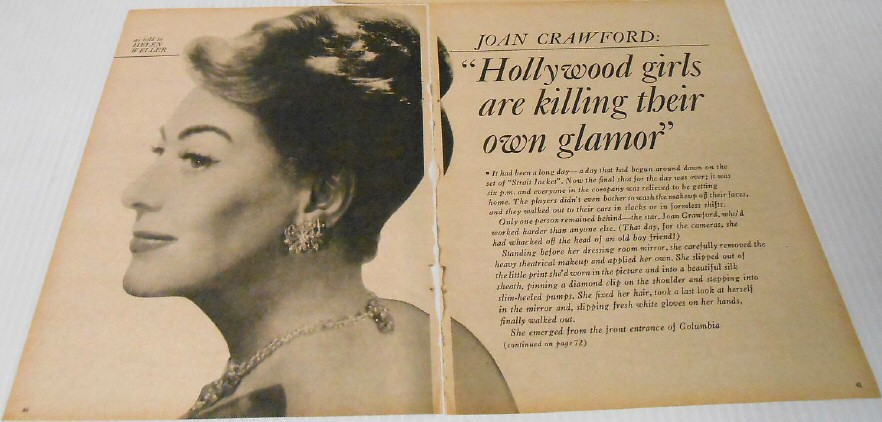 as told to
HELEN
WELLER
JOAN CRAWFORD:
“Hollywood girls
are killing their
own glamor”
• It had been a long day—a day that had begun around dawn on the
set of "Strait Jacket". Now the final shot for the day was over; it was
six p.m. and everyone in the company was relieved to be getting
home. The players didn't even bother to wash the makeup off their faces,
and they walked out to their cars in slacks or in formless shifts.
Only one person remained behind—the star, Joan Crawford, who'd
worked harder than anyone else. (That day, for the cameras, she
had whacked off the head of an old boy friend!)
Standing before her dressing room mirror, she carefully removed the
heavy theatrical makeup and applied her own. She slipped out of
the little print she'd worn in the picture and into a beautiful silk
sheath, pinning a diamond clip on the shoulder and stepping into
slim-heeled pumps. She fixed her hair, took a last look at herself
in the mirror and, slipping fresh white gloves on her hands,
finally walked out.
She emerged from the front entrance of Columbia
(continued on page 72)
40
41